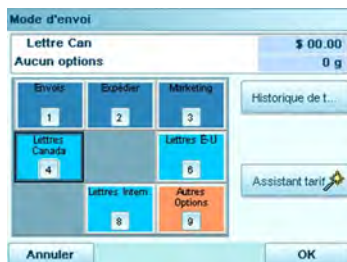 Mode d'envoi
Lettre Can $ 00.00
Aucun options 0 g
Envois Expédier Marketing
1 2 3
Historique de t...
Lettres Canada Lettres E-U
4 6
Assistant tarif
Lettres Intern. Autres Options
8 9
Annuler OK